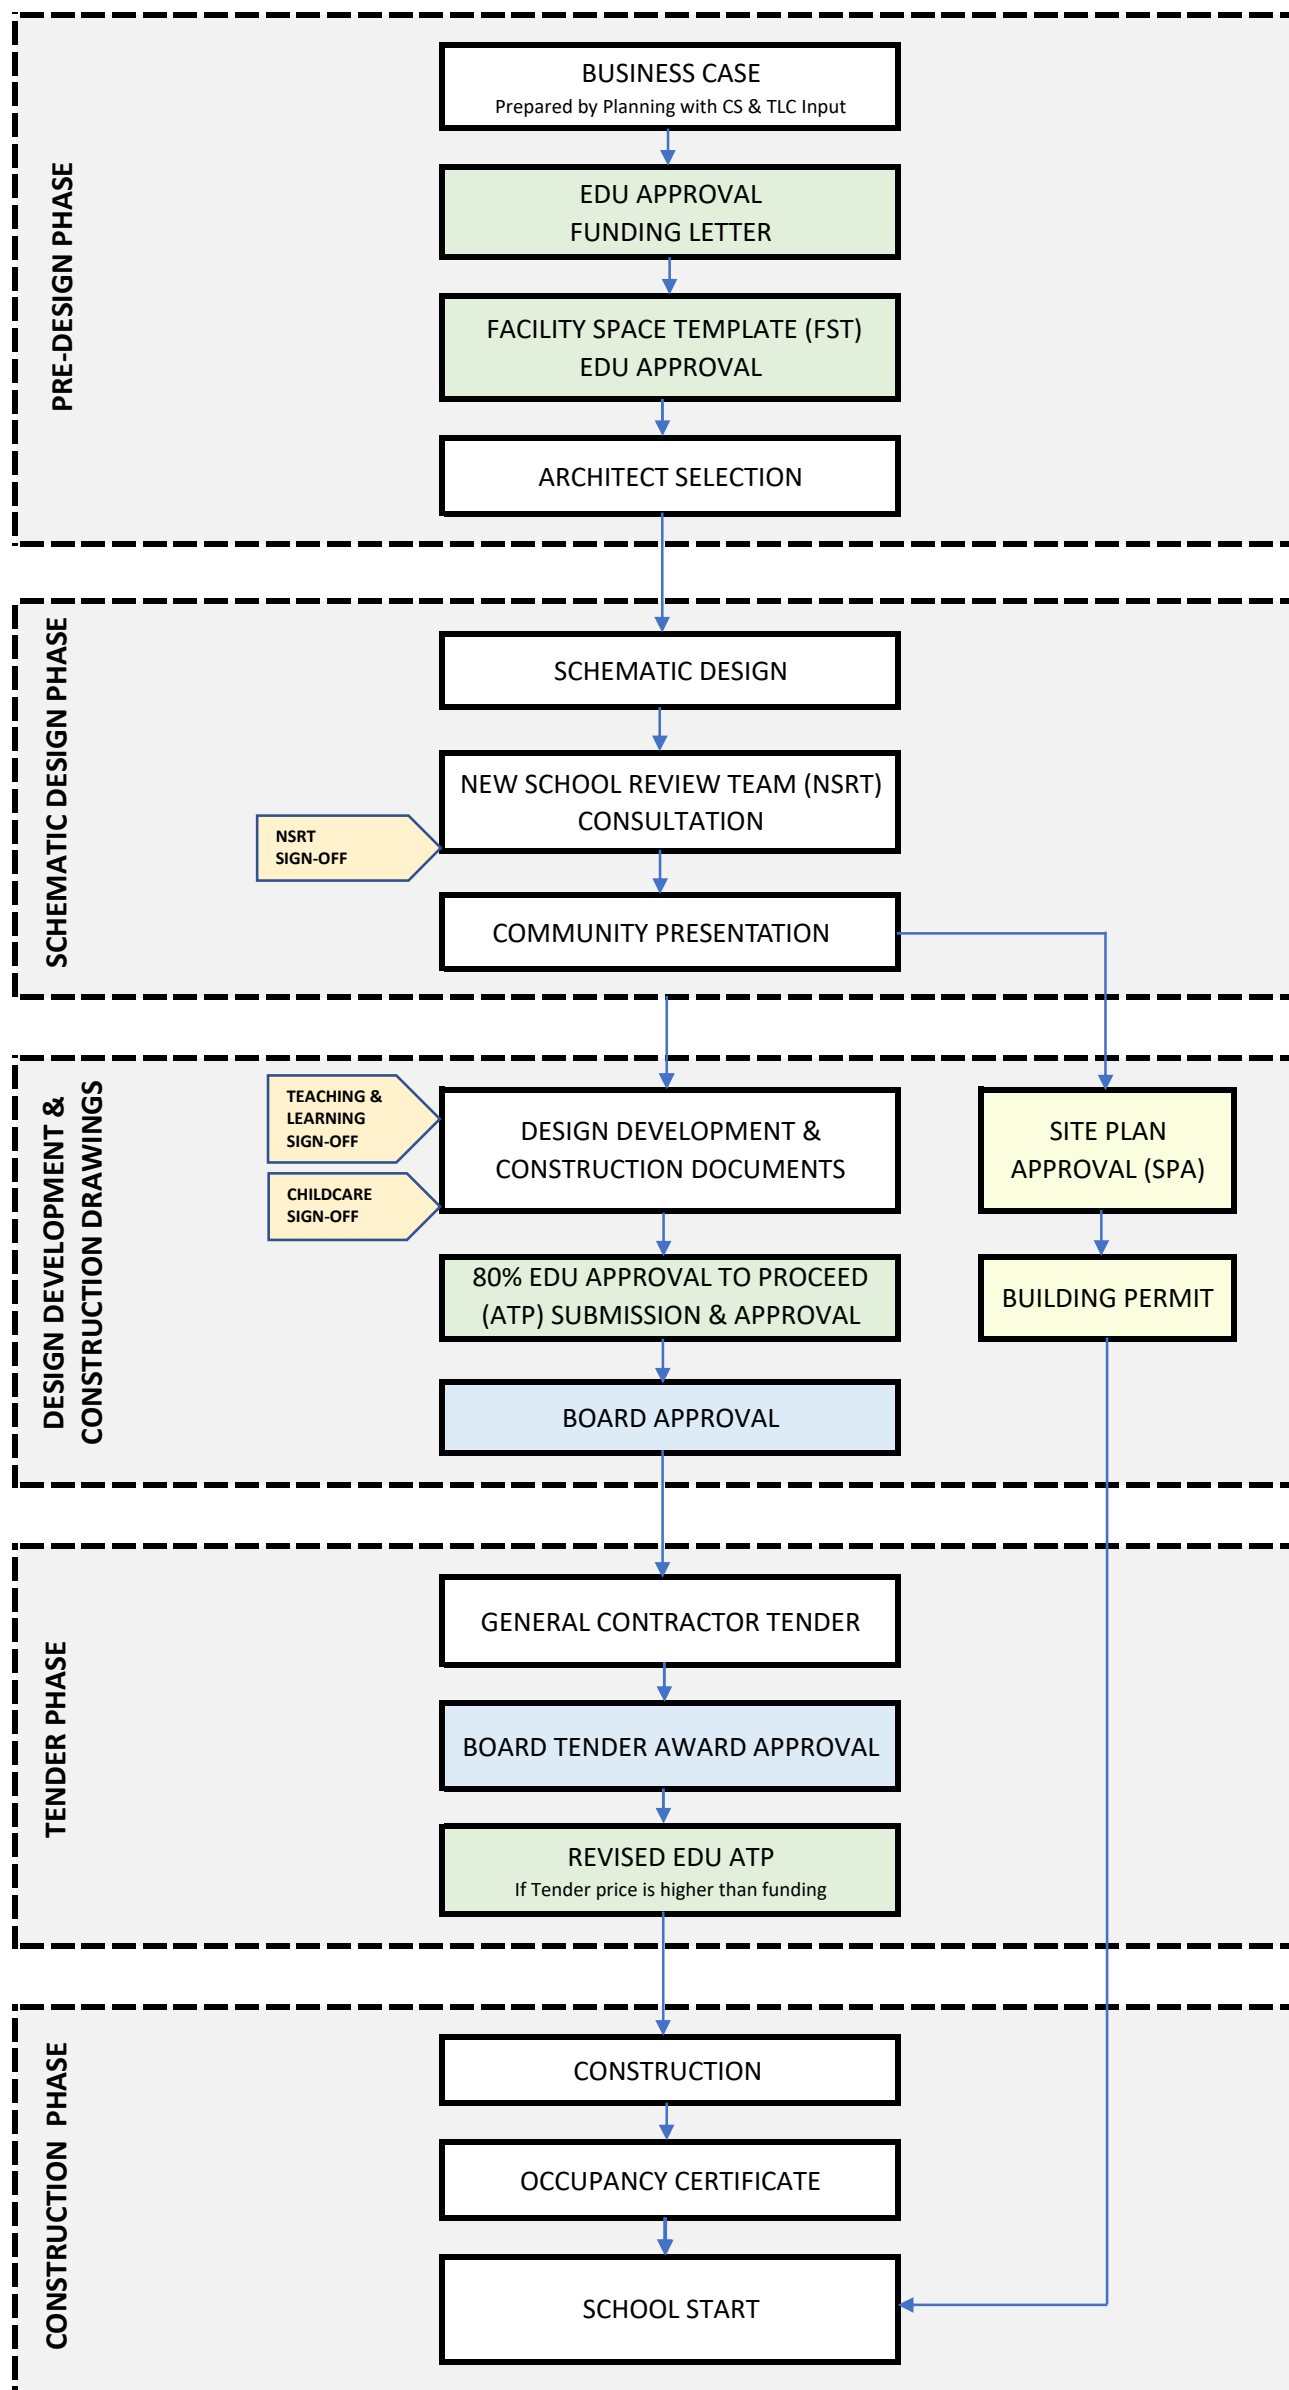 PRE-DESIGN PHASE
BUSINESS CASE
Prepared by Planning with CS & TLC Input
EDU APPROVAL
FUNDING LETTER
FACILITY SPACE TEMPLATE (FST)
EDU APPROVAL
ARCHITECT SELECTION
SCHEMATIC DESIGN PHASE
SCHEMATIC DESIGN
NEW SCHOOL REVIEW TEAM (NSRT)
CONSULTATION
NSRT
SIGN-OFF
COMMUNITY PRESENTATION
DESIGN DEVELOPMENT &
CONSTRUCTION DRAWINGS
TEACHING &
LEARNING
SIGN-OFF
CHILDCARE
SIGN-OFF
DESIGN DEVELOPMENT &
CONSTRUCTION DOCUMENTS
SITE PLAN
APPROVAL (SPA)
80% EDU APPROVAL TO PROCEED
(ATP) SUBMISSION & APPROVAL
BUILDING PERMIT
BOARD APPROVAL
TENDER PHASE
GENERAL CONTRACTOR TENDER
BOARD TENDER AWARD APPROVAL
REVISED EDU ATP
If Tender price is higher than funding
CONSTRUCTION PHASE
CONSTRUCTION
OCCUPANCY CERTIFICATE
SCHOOL START